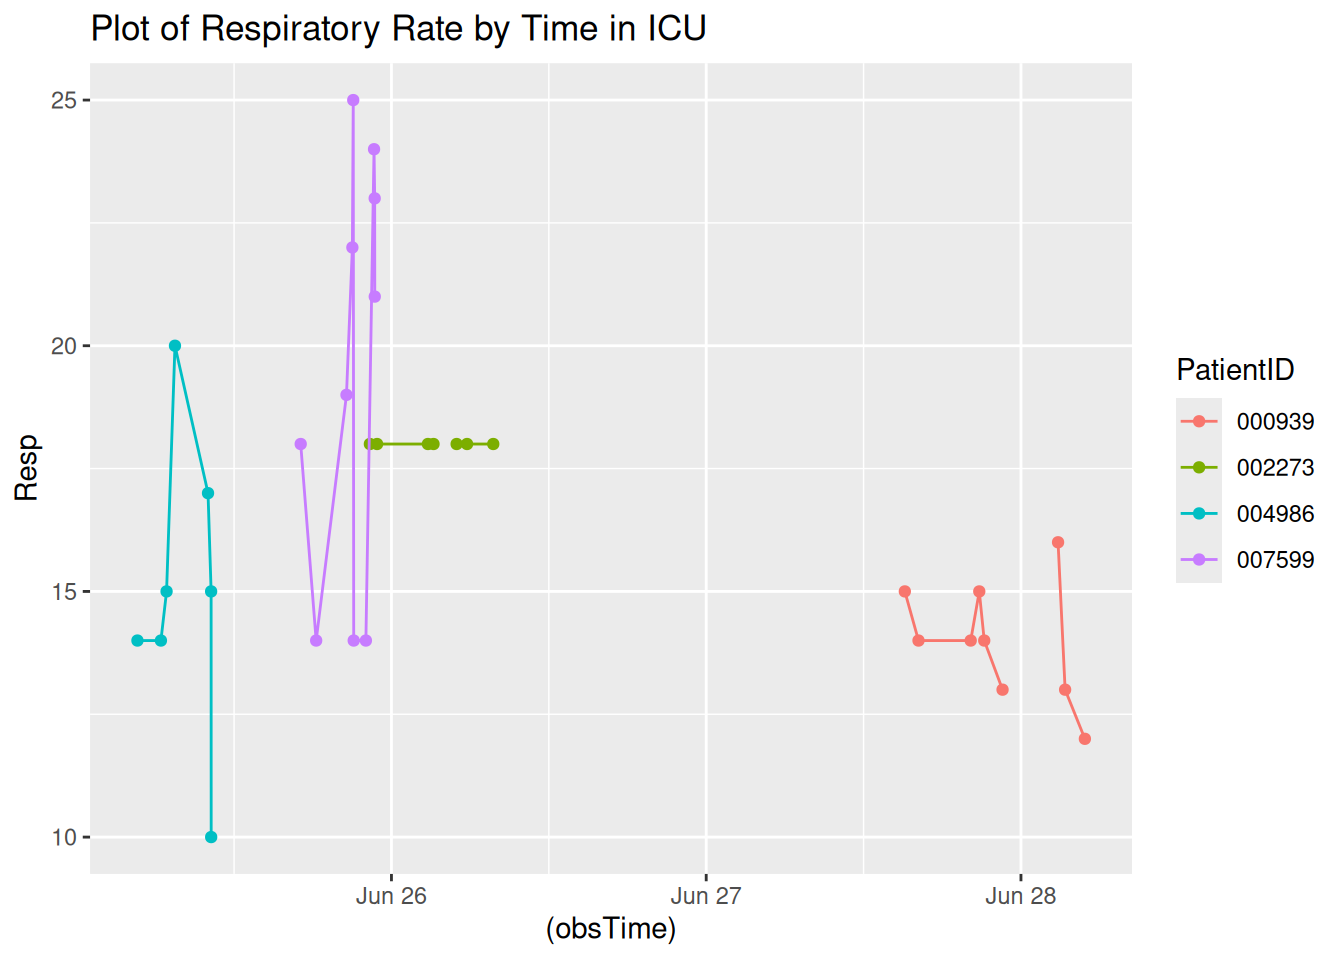 Plot of Respiratory Rate by Time in ICU
25
20
15
10
Resp
Jun 26
Jun 27
Jun 28
(obsTime)
PatientID
000939
002273
004986
007599